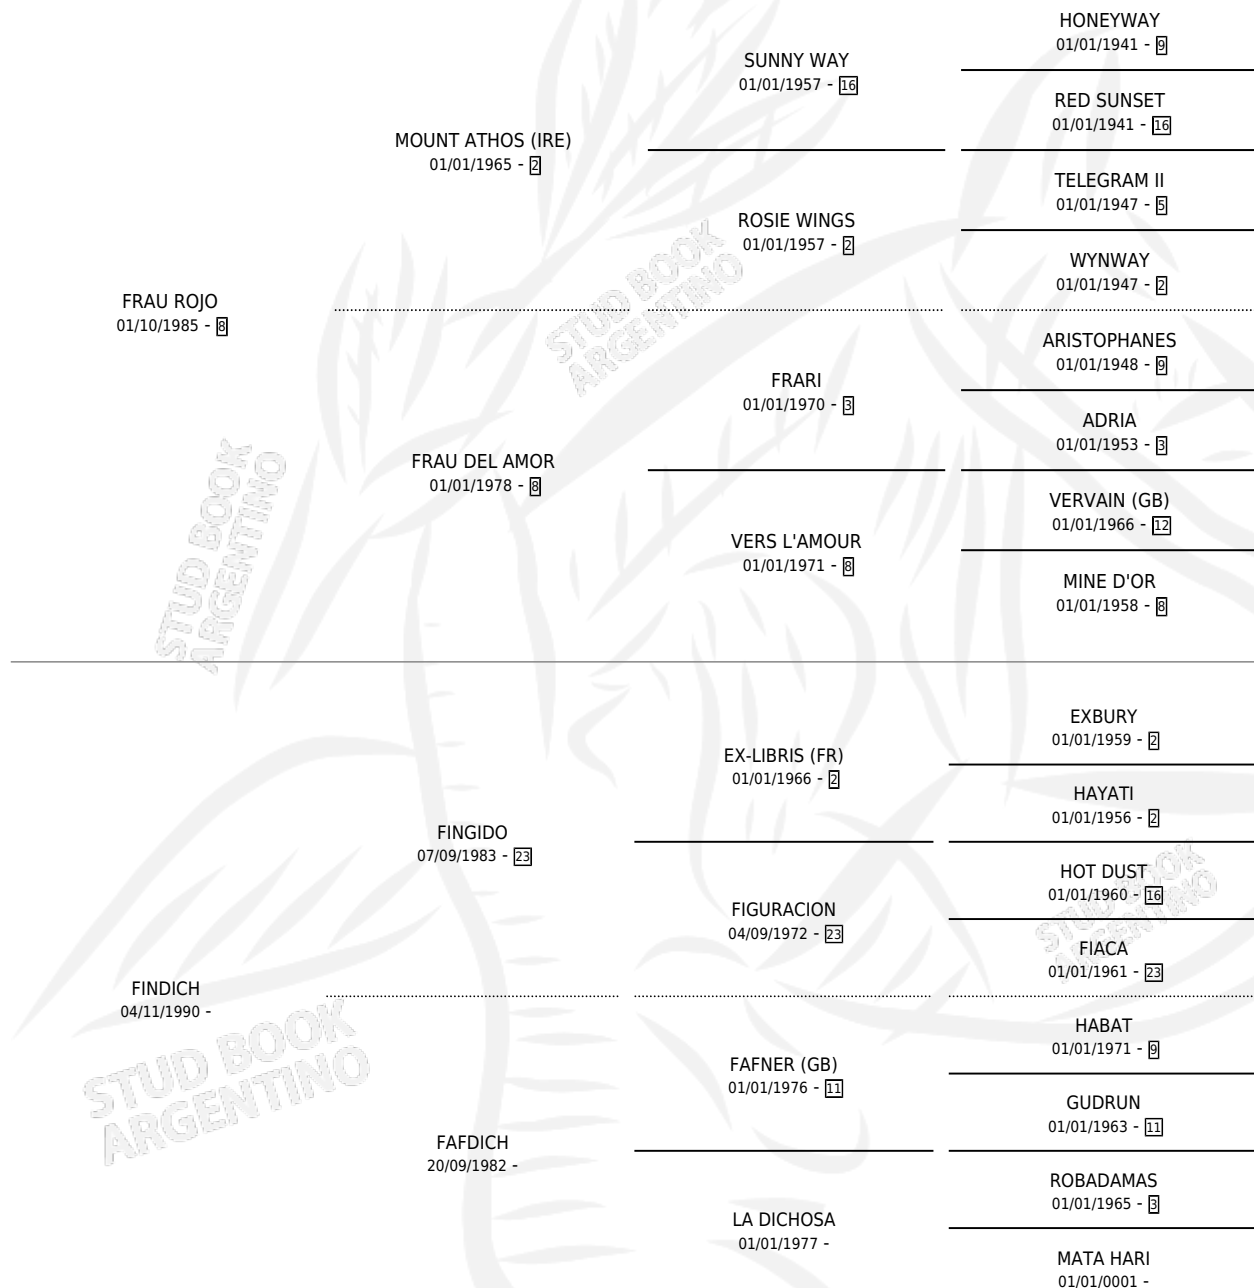 HONEYWAY
01/01/1941 - 9
SUNNY WAY
01/01/1957 - 16
RED SUNSET
01/01/1941 - 16
MOUNT ATHOS (IRE)
01/01/1965 - 2
TELEGRAM II
01/01/1947 - 5
ROSIE WINGS
01/01/1957 - 2
WYNWAY
01/01/1947 - 2
FRAU ROJO
01/10/1985 - 8
ARISTOPHANES
01/01/1948 - 9
FRARI
01/01/1970 - 3
ADRIA
01/01/1953 - 3
FRAU DEL AMOR
01/01/1978 - 8
VERVAIN (GB)
01/01/1966 - 12
VERS L'AMOUR
01/01/1971 - 8
MINE D'OR
01/01/1958 - 8
EXBURY
01/01/1959 - 2
EX-LIBRIS (FR)
01/01/1966 - 2
HAYATI
01/01/1956 - 2
FINGIDO
07/09/1983 - 23
HOT DUST
01/01/1960 - 16
FIGURACION
04/09/1972 - 23
FIACA
01/01/1961 - 23
FINDICH
04/11/1990 -
HABAT
01/01/1971 - 9
FAFNER (GB)
01/01/1976 - 11
GUDRUN
01/01/1963 - 11
FAFDICH
20/09/1982 -
ROBADAMAS
01/01/1965 - 3
LA DICHOSA
01/01/1977 -
MATA HARI
01/01/0001 -
STUD BOOK
ARGENTINO
STUD BOOK
ARGENTINO
STUD BOOK
ARGENTINO
STUD BOOK
ARGENTINO